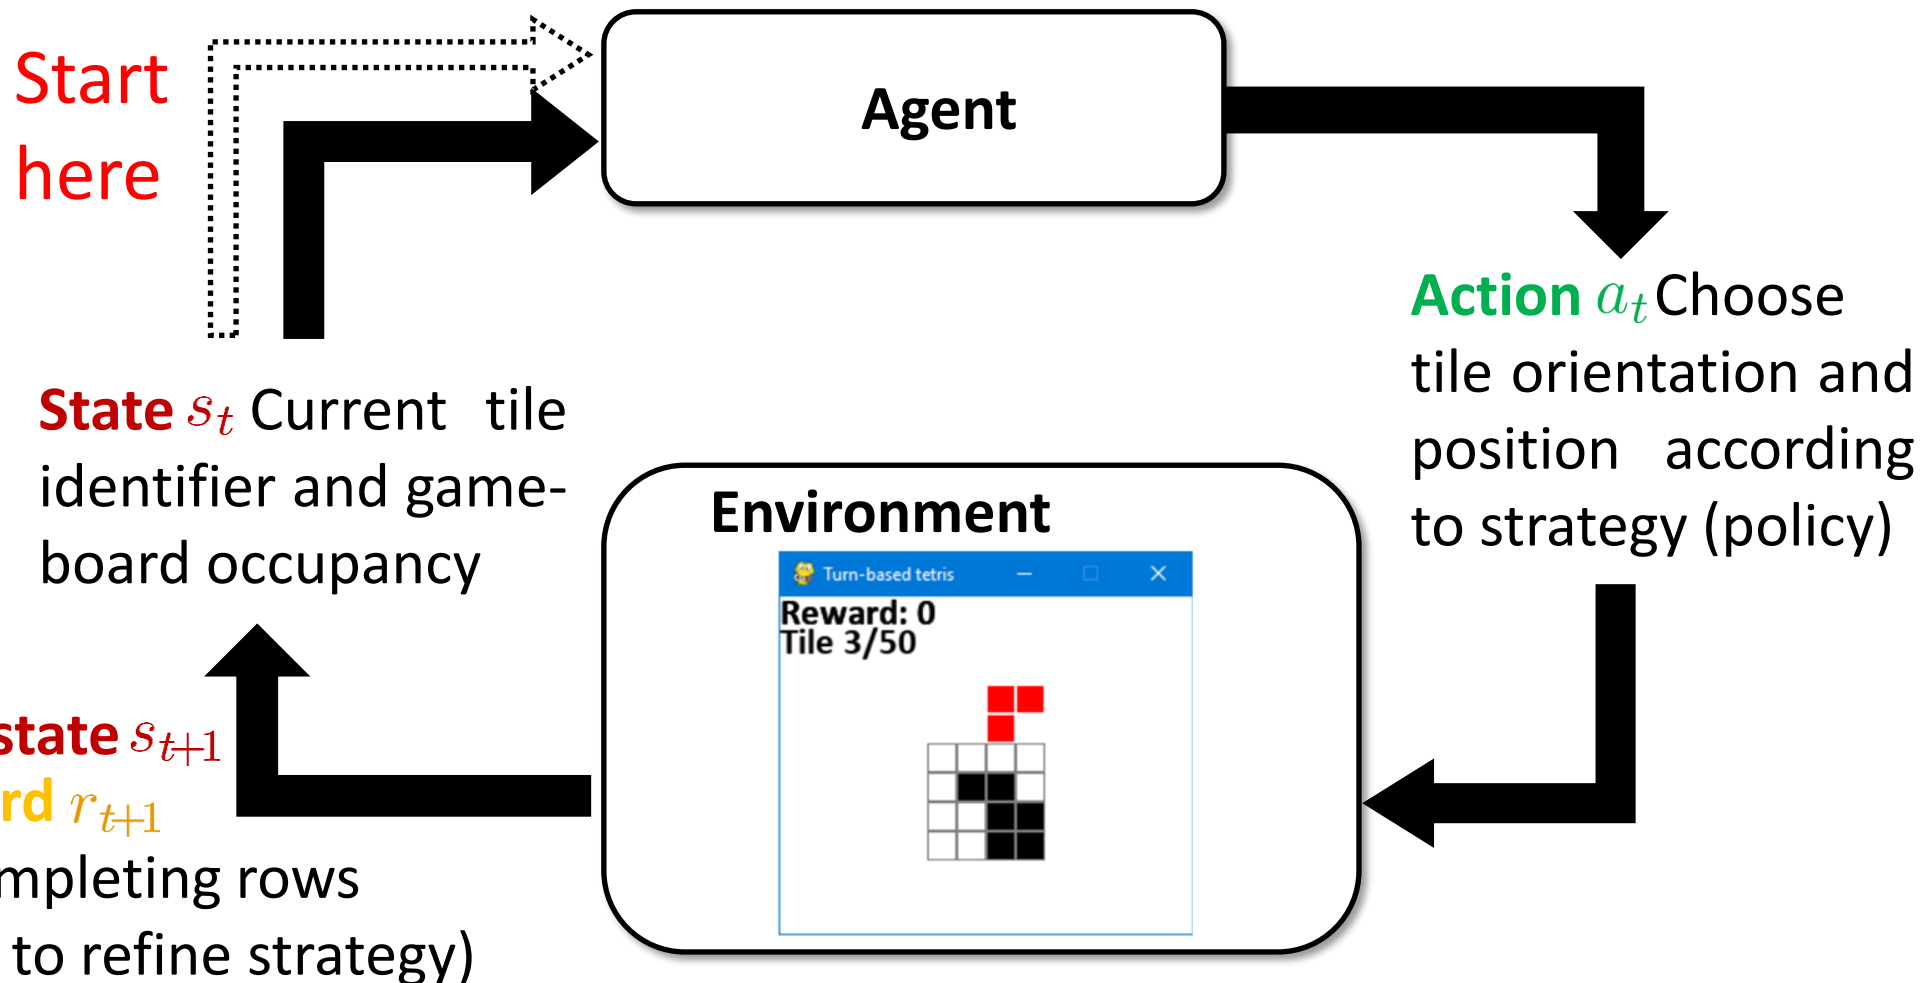 Start
here
Agent
Action a_t Choose
tile orientation and
position according
to strategy (policy)
State s_t Current tile
identifier and game-
board occupancy
Environment
Turn-based tetris
Reward: 0
Tile 3/50
state s_{t+1}
rd r_{t+1}
mpleting rows
to refine strategy)